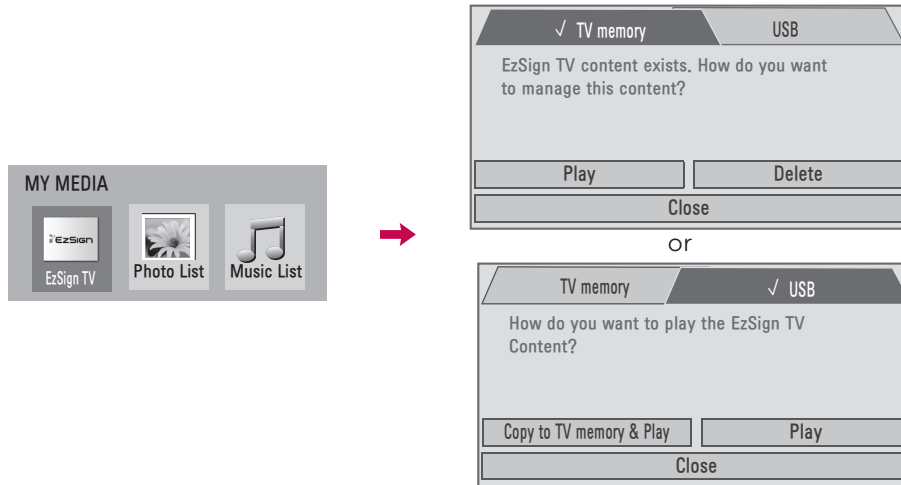 MY MEDIA
EzSign
EzSign TV
Photo List
Music List
√ TV memory
USB
EzSign TV content exists. How do you want
to manage this content?
Play
Delete
Close
or
TV memory
√ USB
How do you want to play the EzSign TV
Content?
Copy to TV memory & Play
Play
Close